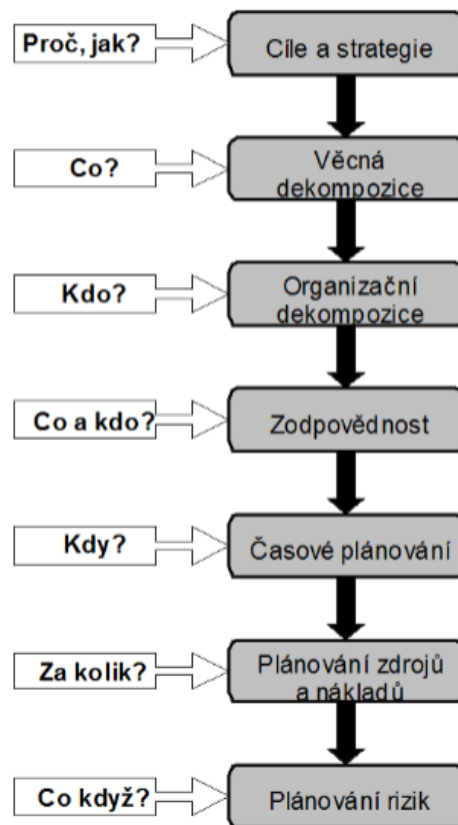 Proč, jak?
Cíle a strategie
Co?
Věcná
dekompozice
Kdo?
Organizační
dekompozice
Co a kdo?
Zodpovědnost
Kdy?
Časové plánování
Za kolik?
Plánování zdrojů
a nákladů
Co když?
Plánování rizik